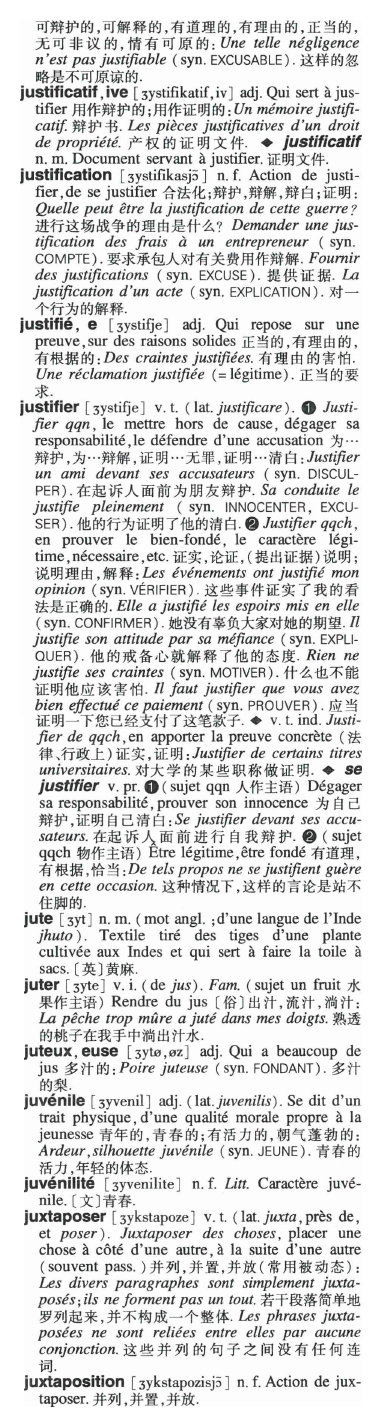 可辩护的,可解释的,有道理的,有理由的,正当的,
无可非议的,情有可原的:Une telle négligence
n'est pas justifiable (syn. EXCUSABLE). 这样的忽
略是不可原谅的.
justificatif,ive [ʒystifikatif,iv] adj. Qui sert à jus-
tifier 用作辩护的;用作证明的:Un mémoire justifi-
catif. 辩护书. Les pièces justificatives d'un droit
de propriété. 产权的证明文件. ◆ justificatif
n. m. Document servant à justifier. 证明文件.
justification [ʒystifikasjɔ̃] n. f. Action de justi-
fier,de se justifier 合法化;辩护,辩解,辩白;证明:
Quelle peut être la justification de cette guerre?
进行这场战争的理由是什么? Demander une jus-
tification des frais à un entrepreneur ( syn.
COMPTE). 要求承包人对有关费用作辩解. Fournir
des justifications (syn. EXCUSE). 提供证据. La
justification d'un acte (syn. EXPLICATION). 对一
个行为的解释.
justifié, e [ʒystifje] adj. Qui repose sur une
preuve,sur des raisons solides 正当的,有理由的,
有根据的:Des craintes justifiées. 有理由的害怕.
Une réclamation justifiée (= légitime). 正当的要
求.
justifier [ʒystifje] v. t. ( lat. justificare). ❶ Justi-
fier qqn, le mettre hors de cause, dégager sa
responsabilité,le défendre d'une accusation 为…
辩护,为…辩解,证明…无罪,证明…清白:Justifier
un ami devant ses accusateurs ( syn. DISCUL-
PER). 在起诉人面前为朋友辩护. Sa conduite le
justifie pleinement ( syn. INNOCENTER, EXCU-
SER). 他的行为证明了他的清白. ❷ Justifier qqch,
en prouver le bien-fondé, le caractère légi-
time,nécessaire,etc. 证实,论证,(提出证据)说明;
说明理由,解释:Les événements ont justifié mon
opinion (syn. VÉRIFIER). 这些事件证实了我的看
法是正确的. Elle a justifié les espoirs mis en elle
(syn. CONFIRMER). 她没有辜负大家对她的期望. Il
justifie son attitude par sa méfiance (syn. EXPLI-
QUER). 他的戒备心就解释了他的态度. Rien ne
justifie ses craintes (syn. MOTIVER). 什么也不能
证明他应该害怕. Il faut justifier que vous avez
bien effectué ce paiement (syn. PROUVER). 应当
证明一下您已经支付了这笔款子. ◆ v. t. ind. Justi-
fier de qqch,en apporter la preuve concrète (法
律、行政上)证实,证明:Justifier de certains titres
universitaires. 对大学的某些职称做证明. ◆ se
justifier v. pr. ❶ (sujet qqn 人作主语) Dégager
sa responsabilité,prouver son innocence 为自己
辩护,证明自己清白:Se justifier devant ses accu-
sateurs. 在起诉人面前进行自我辩护. ❷ ( sujet
qqch 物作主语) Être légitime,être fondé 有道理,
有根据,恰当:De tels propos ne se justifient guère
en cette occasion. 这种情况下,这样的言论是站不
住脚的.
jute [ʒyt] n. m. ( mot angl. ;d'une langue de l'Inde
jhuto ). Textile tiré des tiges d'une plante
cultivée aux Indes et qui sert à faire la toile à
sacs. [英]黄麻.
juter [ʒyte] v. i. (de jus). Fam. (sujet un fruit 水
果作主语) Rendre du jus [俗]出汁,流汁,淌汁:
La pêche trop mûre a juté dans mes doigts. 熟透
的桃子在我手中淌出汁水.
juteux, euse [ʒytø,øz] adj. Qui a beaucoup de
jus 多汁的:Poire juteuse (syn. FONDANT). 多汁
的梨.
juvénile [ʒyvenil] adj. (lat. juvenilis). Se dit d'un
trait physique,d'une qualité morale propre à la
jeunesse 青年的,青春的;有活力的,朝气蓬勃的:
Ardeur,silhouette juvénile (syn. JEUNE). 青春的
活力,年轻的体态.
juvénilité [ʒyvenilite] n. f. Litt. Caractère juvé-
nile. [文]青春.
juxtaposer [ʒykstapoze] v. t. (lat. juxta,près de,
et poser). Juxtaposer des choses, placer une
chose à côté d'une autre,à la suite d'une autre
(souvent pass. )并列,并置,并放(常用被动态):
Les divers paragraphes sont simplement juxta-
posés;ils ne forment pas un tout. 若干段落简单地
罗列起来,并不构成一个整体. Les phrases juxta-
posées ne sont reliées entre elles par aucune
conjonction. 这些并列的句子之间没有任何连
词.
juxtaposition [ʒykstapozisjɔ̃] n. f. Action de jux-
taposer. 并列,并置,并放.